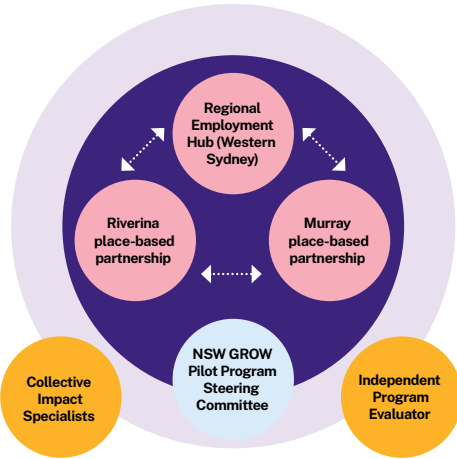 Regional
Employment
Hub (Western
Sydney)
Riverina
place-based
partnership
Murray
place-based
partnership
NSW GROW
Pilot Program
Steering
Committee
Collective
Impact
Specialists
Independent
Program
Evaluator